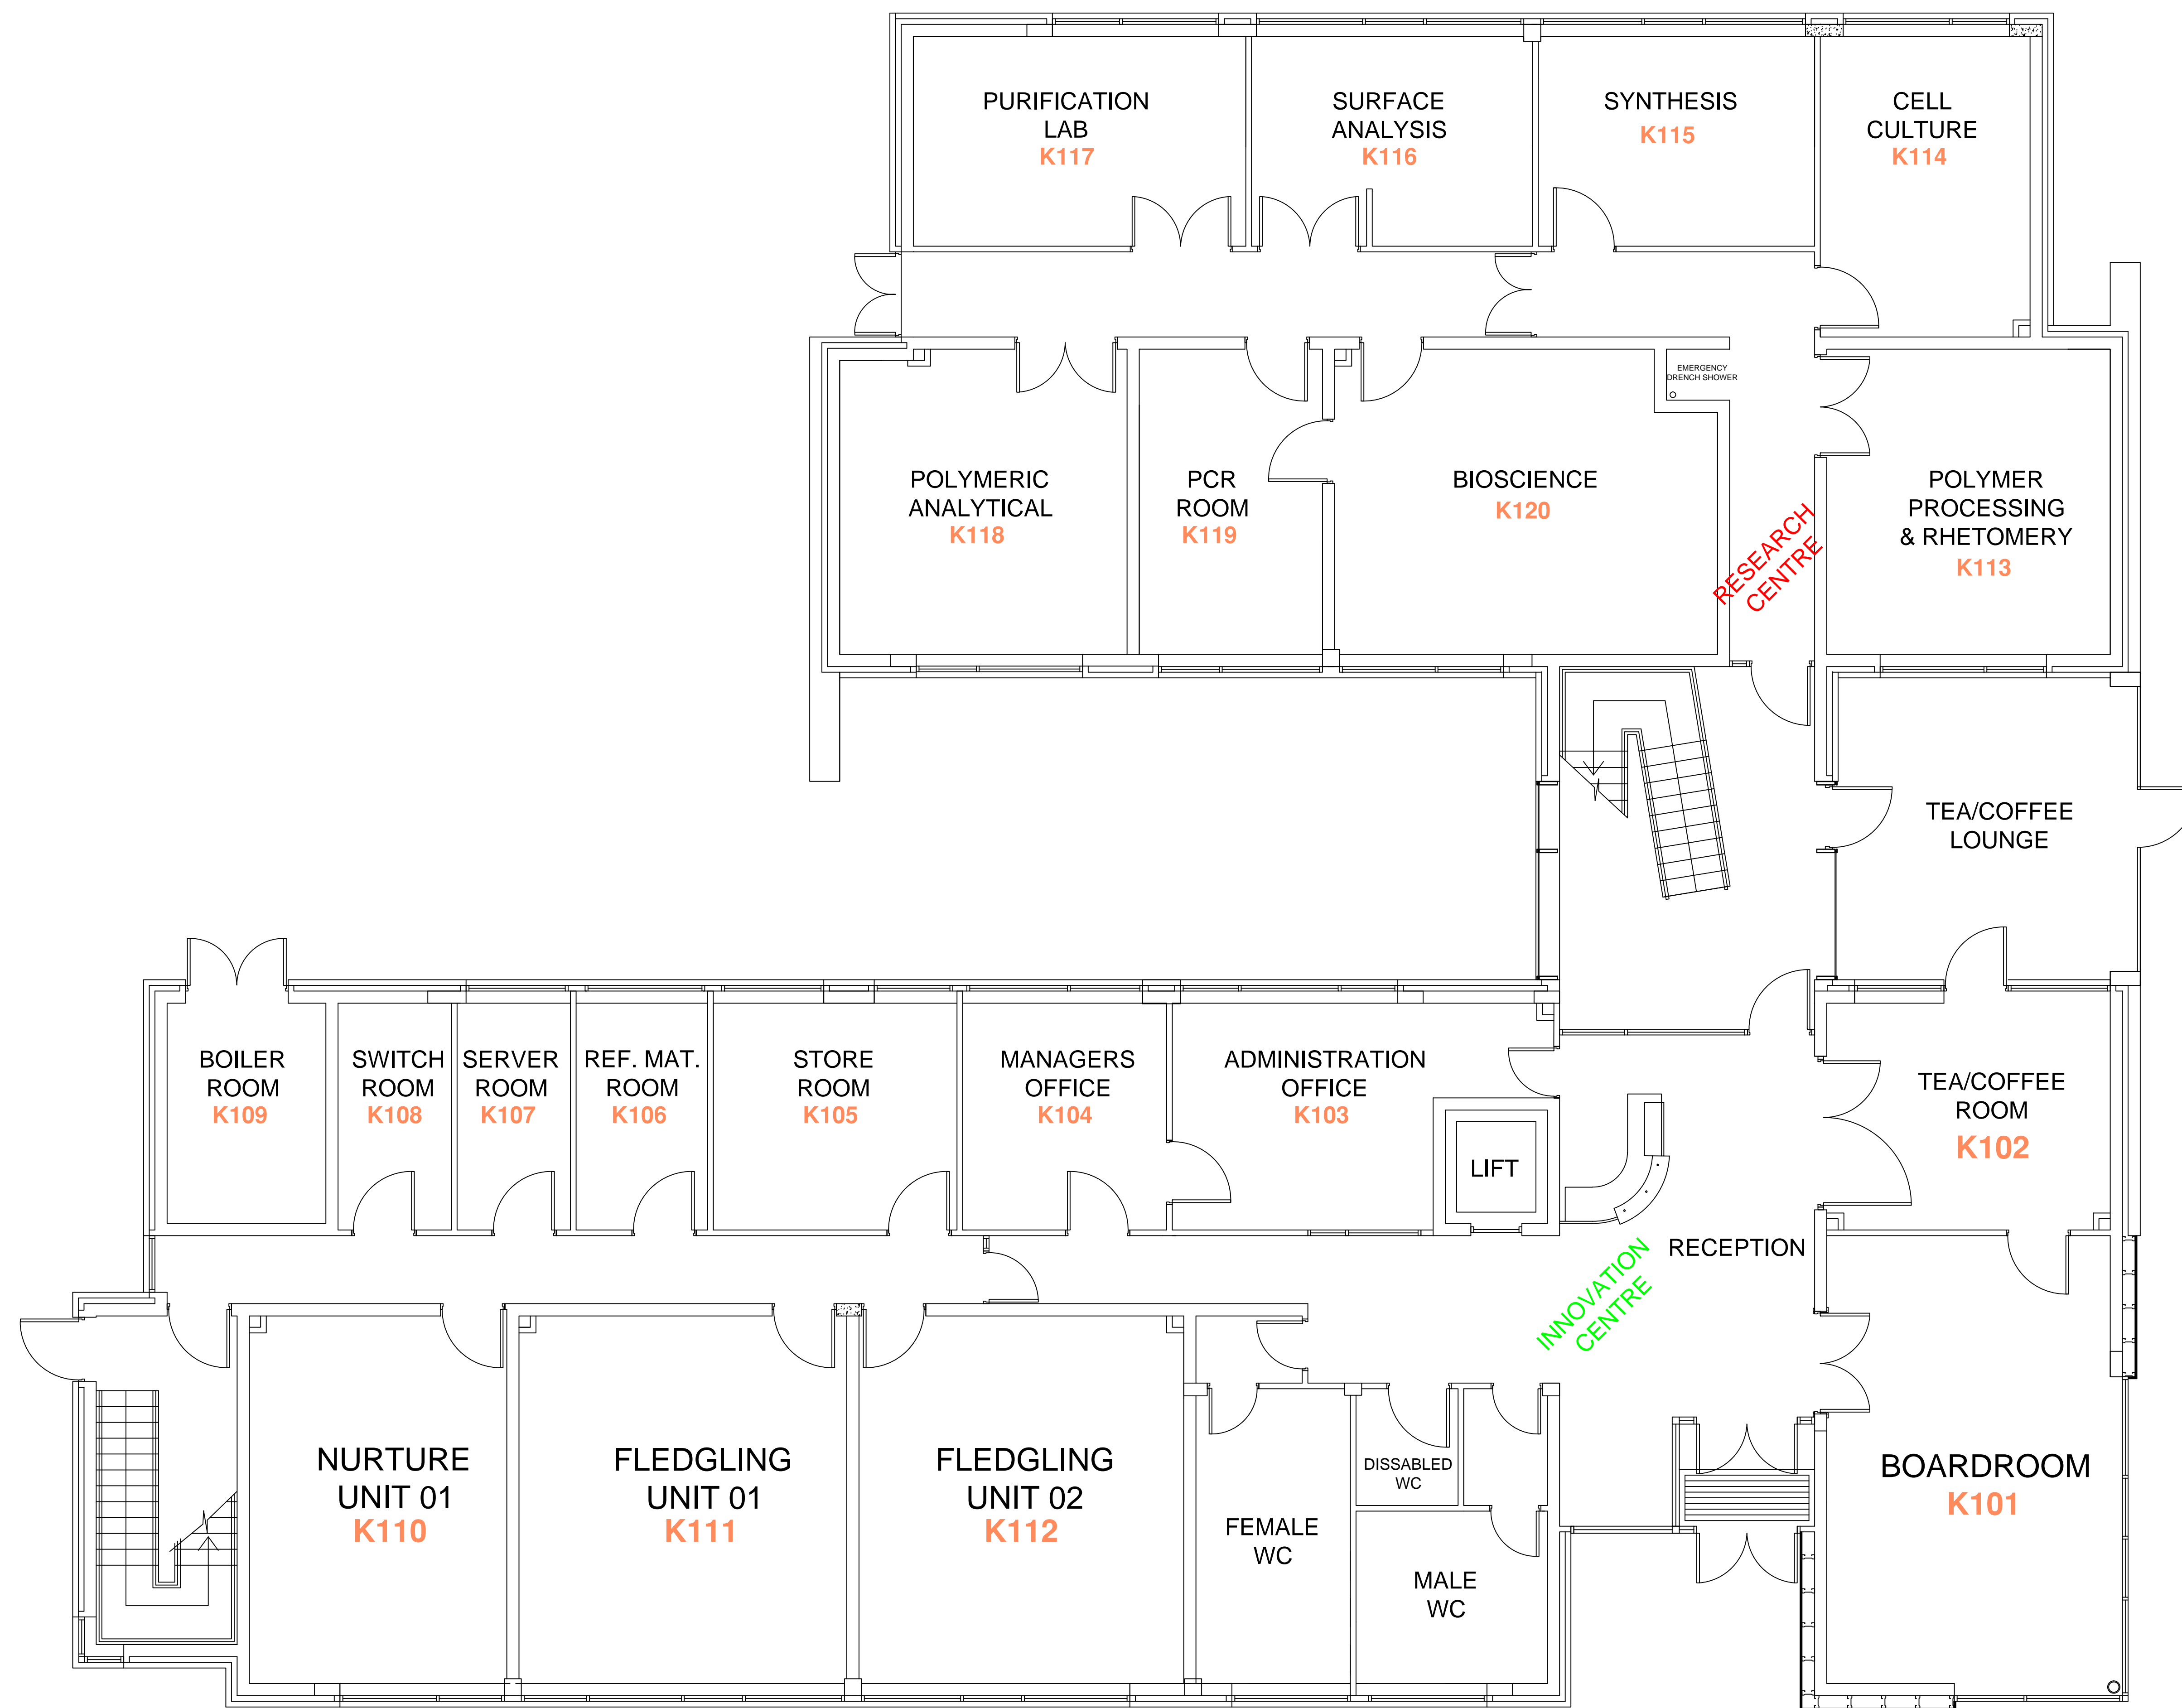 PURIFICATION
LAB
K117
SURFACE
ANALYSIS
K116
SYNTHESIS
K115
CELL
CULTURE
K114
EMERGENCY
DRENCH SHOWER
POLYMERIC
ANALYTICAL
K118
PCR
ROOM
K119
BIOSCIENCE
K120
RESEARCH
CENTRE
POLYMER
PROCESSING
& RHETOMERY
K113
TEA/COFFEE
LOUNGE
BOILER
ROOM
K109
SWITCH
ROOM
K108
SERVER
ROOM
K107
REF. MAT.
ROOM
K106
STORE
ROOM
K105
MANAGERS
OFFICE
K104
ADMINISTRATION
OFFICE
K103
LIFT
TEA/COFFEE
ROOM
K102
RECEPTION
INNOVATION
CENTRE
NURTURE
UNIT 01
K110
FLEDGLING
UNIT 01
K111
FLEDGLING
UNIT 02
K112
FEMALE
WC
DISSABLED
WC
MALE
WC
BOARDROOM
K101